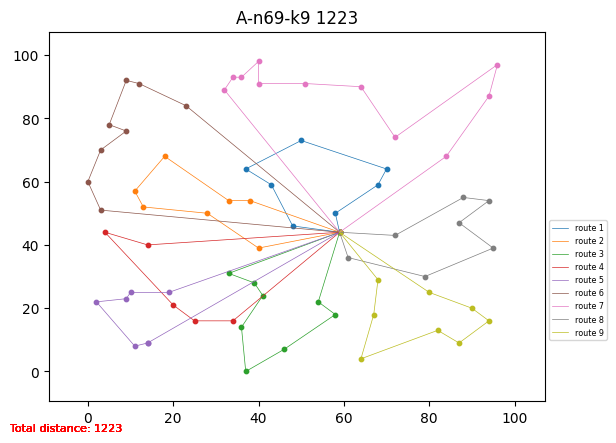 A-n69-k9 1223
100
80
60
40
20
0
0 20 40 60 80 100
route 1
route 2
route 3
route 4
route 5
route 6
route 7
route 8
route 9
Total distance: 1223